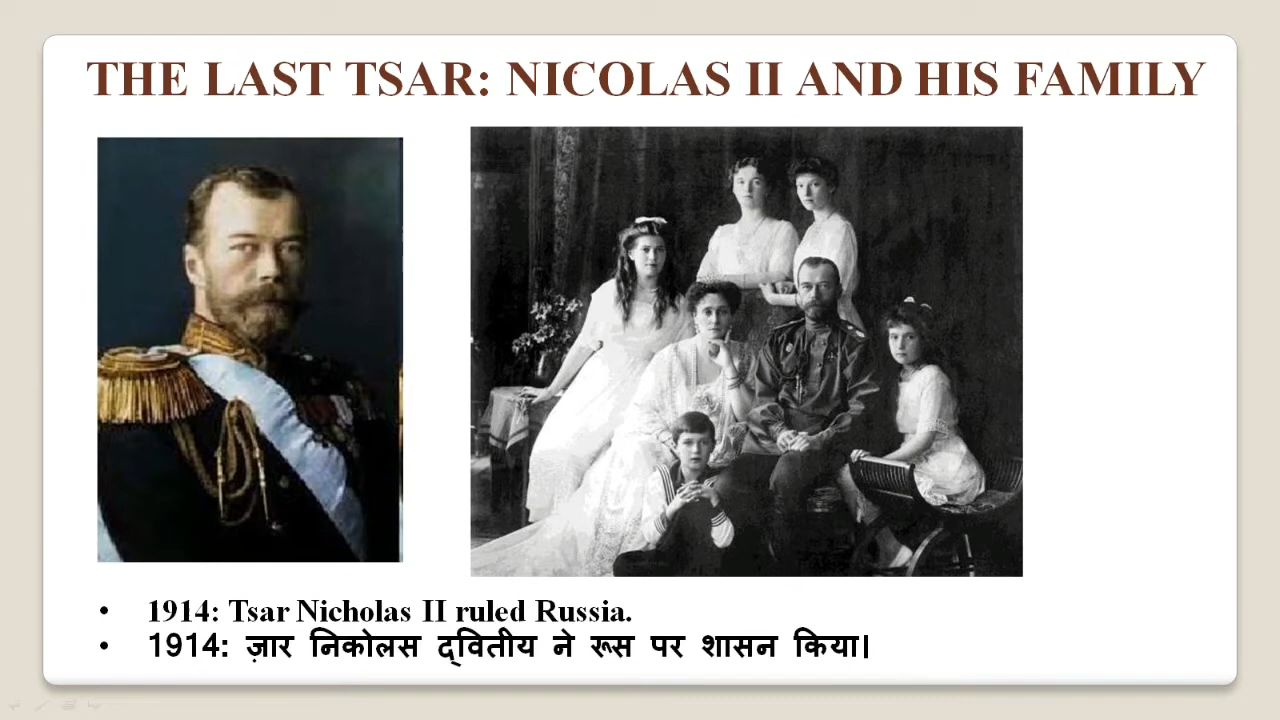 THE LAST TSAR: NICOLAS II AND HIS FAMILY
• 1914: Tsar Nicholas II ruled Russia.
• 1914: ज़ार निकोलस द्वितीय ने रूस पर शासन किया।